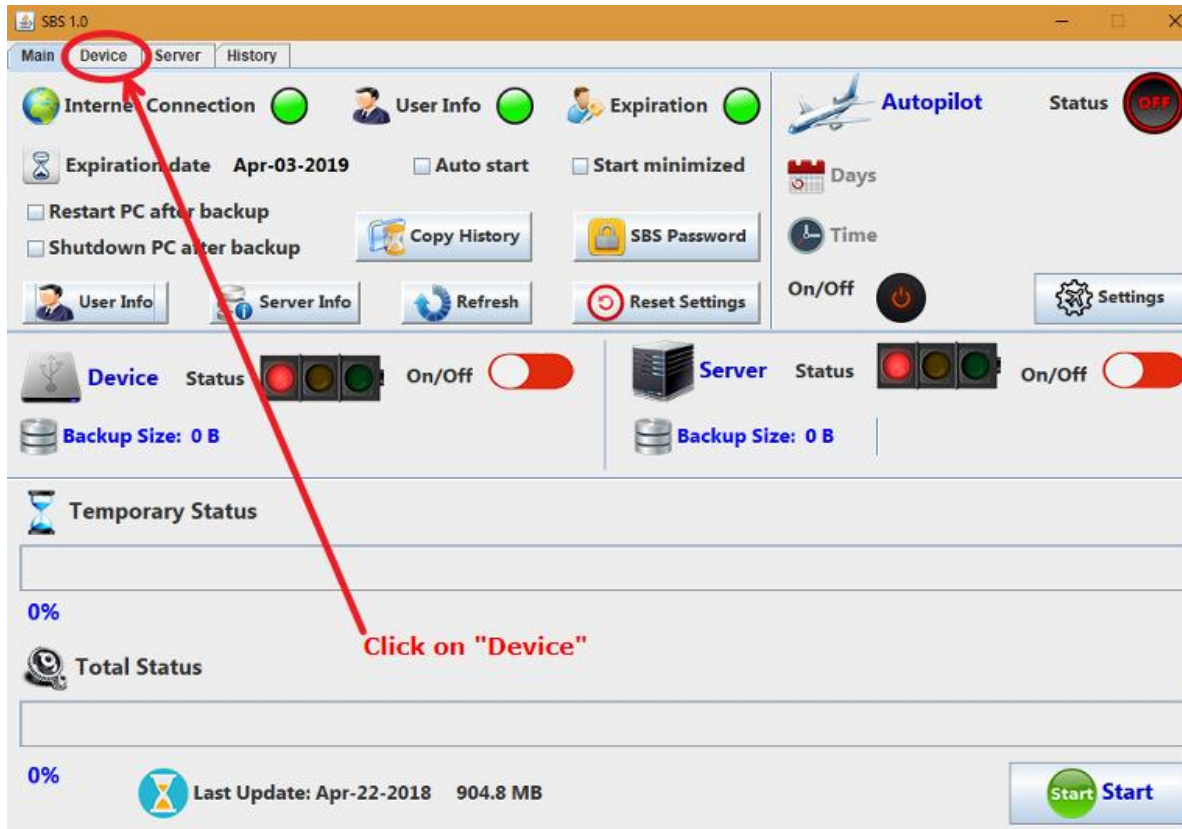 SBS 1.0
Main Device Server History
Internet Connection User Info Expiration Autopilot Status OFF
Expiration date Apr-03-2019 Auto start Start minimized Days
Restart PC after backup
Copy History SBS Password Time
Shutdown PC after backup
User Info Server Info Refresh Reset Settings On/Off Settings
Device Status On/Off Server Status On/Off
Backup Size: 0 B Backup Size: 0 B
Temporary Status
0%
Click on "Device"
Total Status
0%
Last Update: Apr-22-2018 904.8 MB Start Start